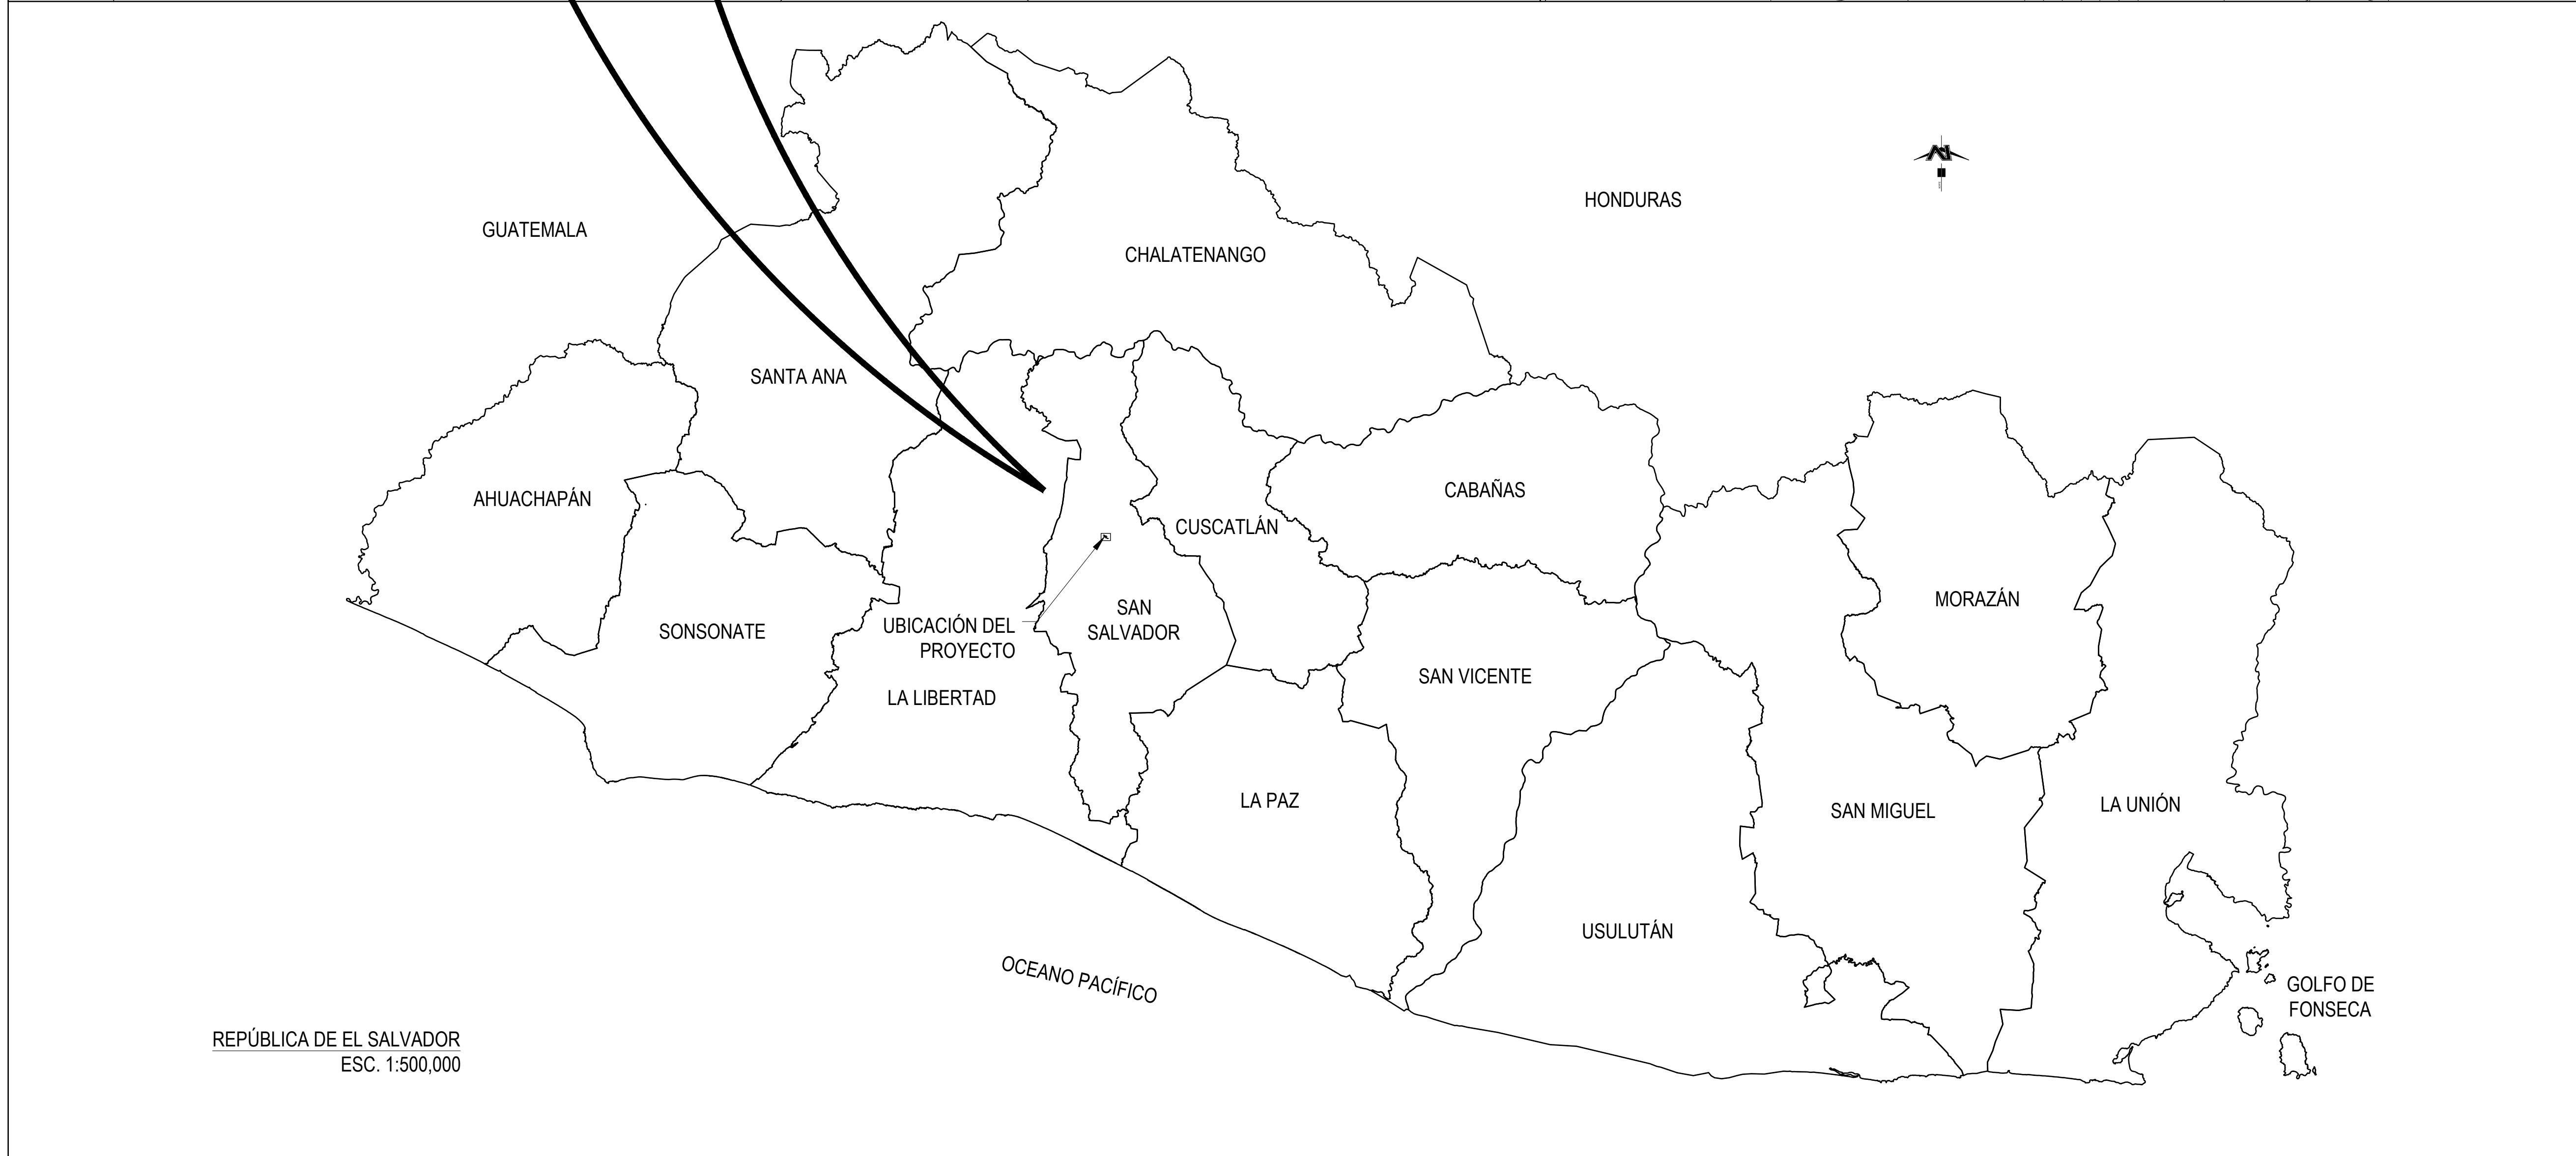 HONDURAS
GUATEMALA
CHALATENANGO
SANTA ANA
CABAÑAS
AHUACHAPÁN
CUSCATLÁN
MORAZÁN
SAN
SALVADOR
UBICACIÓN DEL
PROYECTO
SONSONATE
SAN VICENTE
LA LIBERTAD
LA PAZ
LA UNIÓN
SAN MIGUEL
USULUTÁN
OCEANO PACÍFICO
GOLFO DE
FONSECA
REPÚBLICA DE EL SALVADOR
ESC. 1:500,000